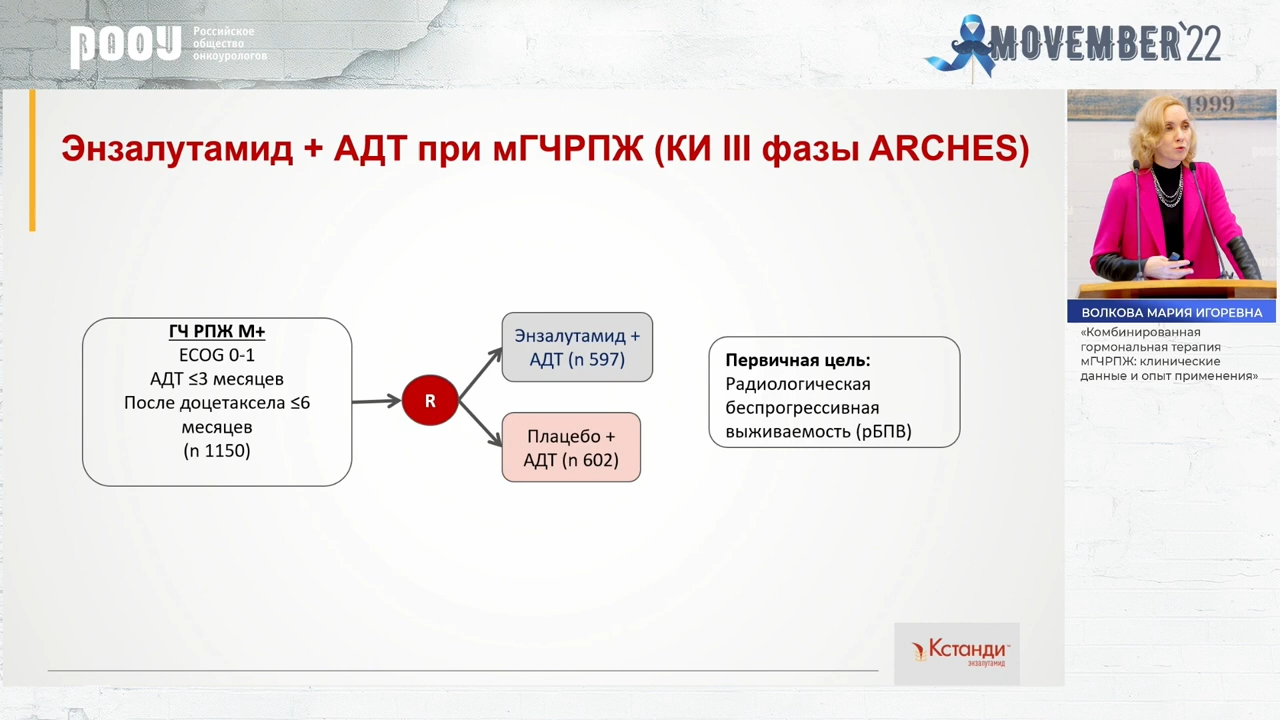 РООУ
Российское
общество
онкоурологов
MOVEMBER'22
Энзалутамид + АДТ при мГЧРПЖ (КИ III фазы ARCHES)
ГЧ РПЖ М+
ECOG 0-1
АДТ ≤3 месяцев
После доцетаксела ≤6
месяцев
(n 1150)
R
Энзалутамид +
АДТ (n 597)
Плацебо +
АДТ (n 602)
Первичная цель:
Радиологическая
беспрогрессивная
выживаемость (рБПВ)
1999
ВОЛКОВА МАРИЯ ИГОРЕВНА
«Комбинированная
гормональная терапия
мГЧРПЖ: клинические
данные и опыт применения»
Кстанди™
энзалутамид